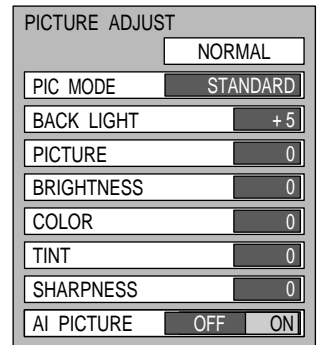 PICTURE ADJUST
NORMAL
PIC MODE STANDARD
BACK LIGHT +5
PICTURE 0
BRIGHTNESS 0
COLOR 0
TINT 0
SHARPNESS 0
AI PICTURE OFF ON